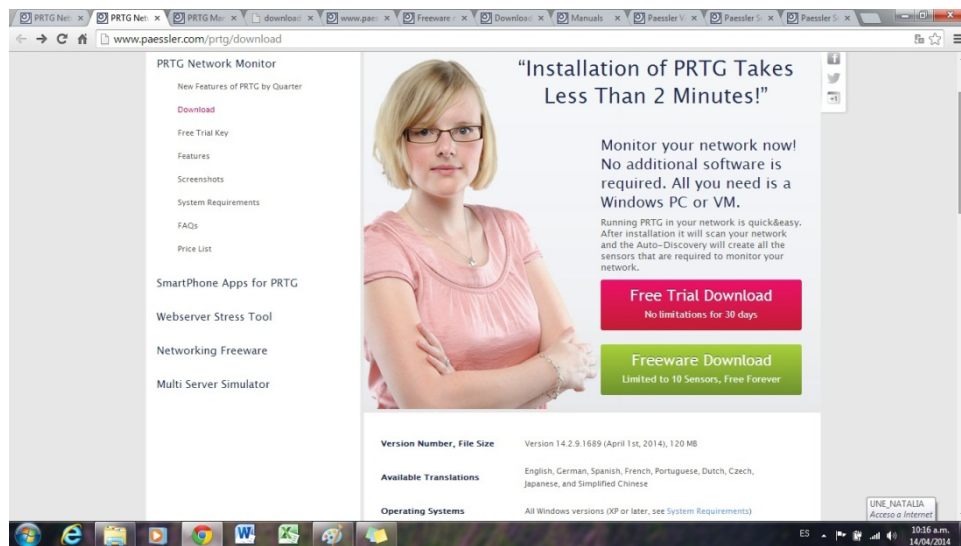 PRTG Net
PRTG Net
PRTG Mar
download
www.paes
Freeware
Download
Manuals
Paessler V
Paessler S
Paessler S
www.paessler.com/prtg/download
PRTG Network Monitor
New Features of PRTG by Quarter
Download
Free Trial Key
Features
Screenshots
System Requirements
FAQs
Price List
SmartPhone Apps for PRTG
Webserver Stress Tool
Networking Freeware
Multi Server Simulator
“Installation of PRTG Takes
Less Than 2 Minutes!”
Monitor your network now!
No additional software is
required. All you need is a
Windows PC or VM.
Running PRTG in your network is quick&easy.
After installation it will scan your network
and the Auto-Discovery will create all the
sensors that are required to monitor your
network.
Free Trial Download
No limitations for 30 days
Freeware Download
Limited to 10 Sensors, Free Forever
Version Number, File Size
Version 14.2.9.1689 (April 1st, 2014), 120 MB
Available Translations
English, German, Spanish, French, Portuguese, Dutch, Czech,
Japanese, and Simplified Chinese
Operating Systems
All Windows versions (XP or later, see System Requirements)
UNE_NATALIA
Acceso a Internet
ES
10:16 a.m.
14/04/2014